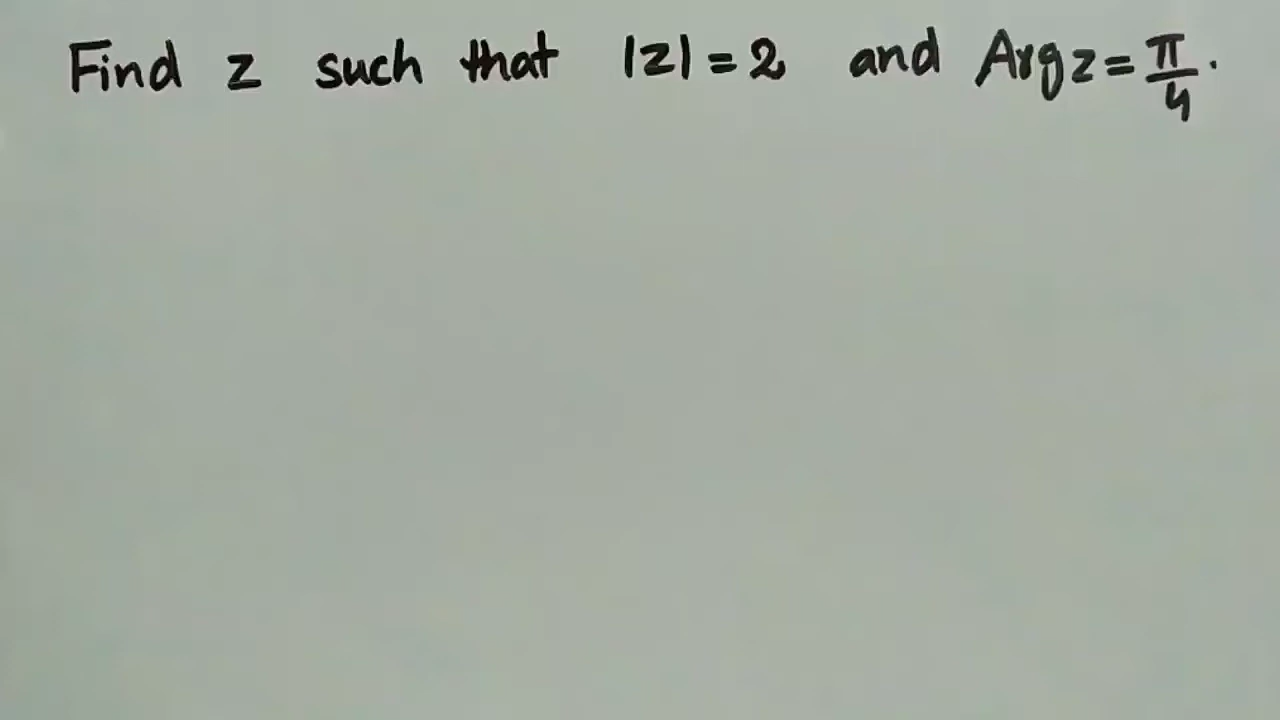 Find z such that |z| = 2 and Arg z = π/4.